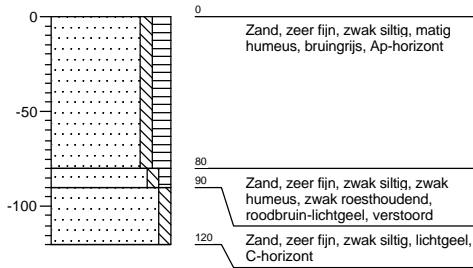 0
0
Zand, zeer fijn, zwak siltig, matig
humeus, bruingrijs, Ap-horizont
-50
80
90
Zand, zeer fijn, zwak siltig, zwak
humeus, zwak roesthoudend,
roodbruin-lichtgeel, verstoord
-100
120
Zand, zeer fijn, zwak siltig, lichtgeel,
C-horizont